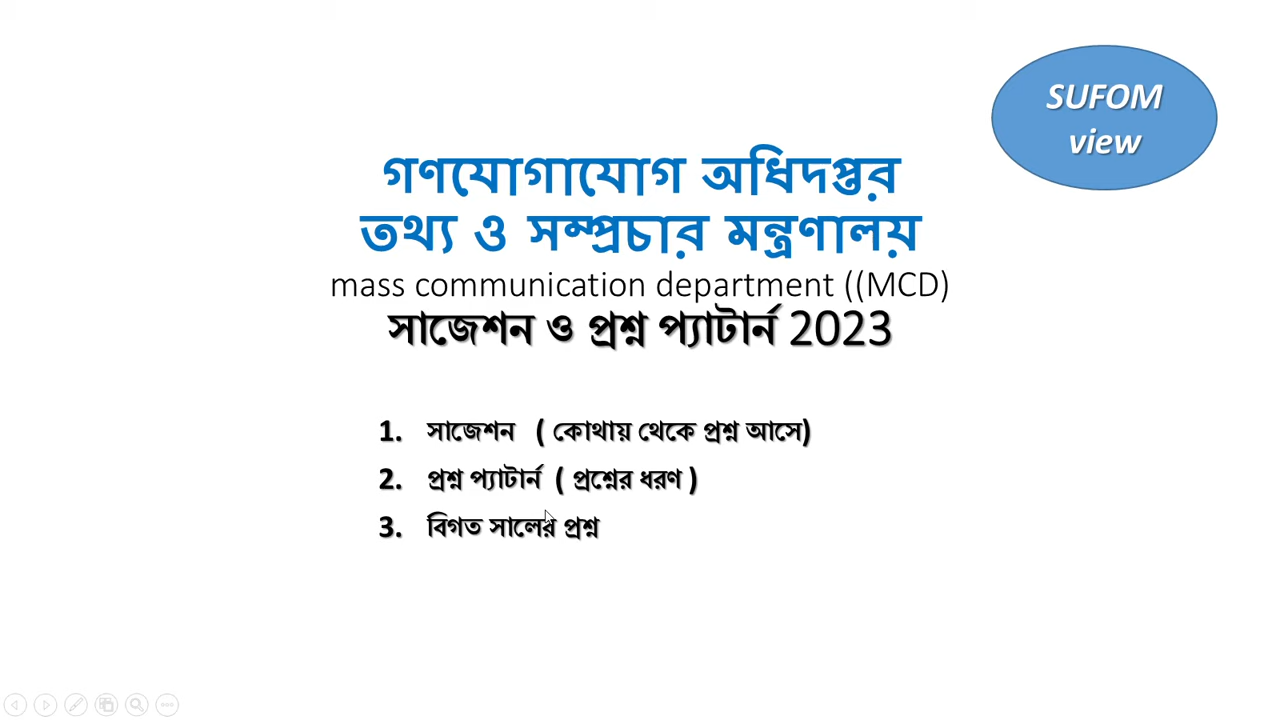 SUFOM
view
গণযোগাযোগ অধিদপ্তর
তথ্য ও সম্প্রচার মন্ত্রণালয়
mass communication department ((MCD)
সাজেশন ও প্রশ্ন প্যাটার্ন 2023
1. সাজেশন ( কোথায় থেকে প্রশ্ন আসে)
2. প্রশ্ন প্যাটার্ন ( প্রশ্নের ধরণ )
3. বিগত সালের প্রশ্ন